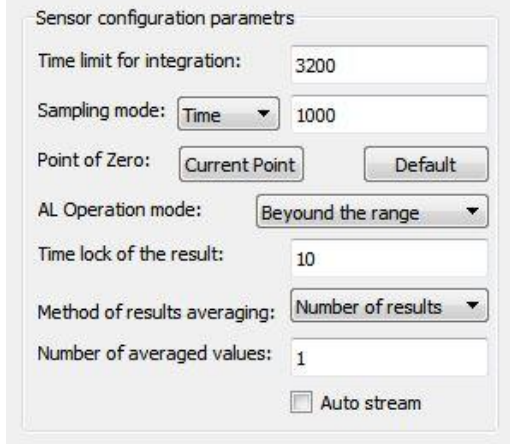 Sensor configuration parametrs
Time limit for integration: 3200
Sampling mode: Time 1000
Point of Zero: Current Point Default
AL Operation mode: Beyound the range
Time lock of the result: 10
Method of results averaging: Number of results
Number of averaged values: 1
Auto stream